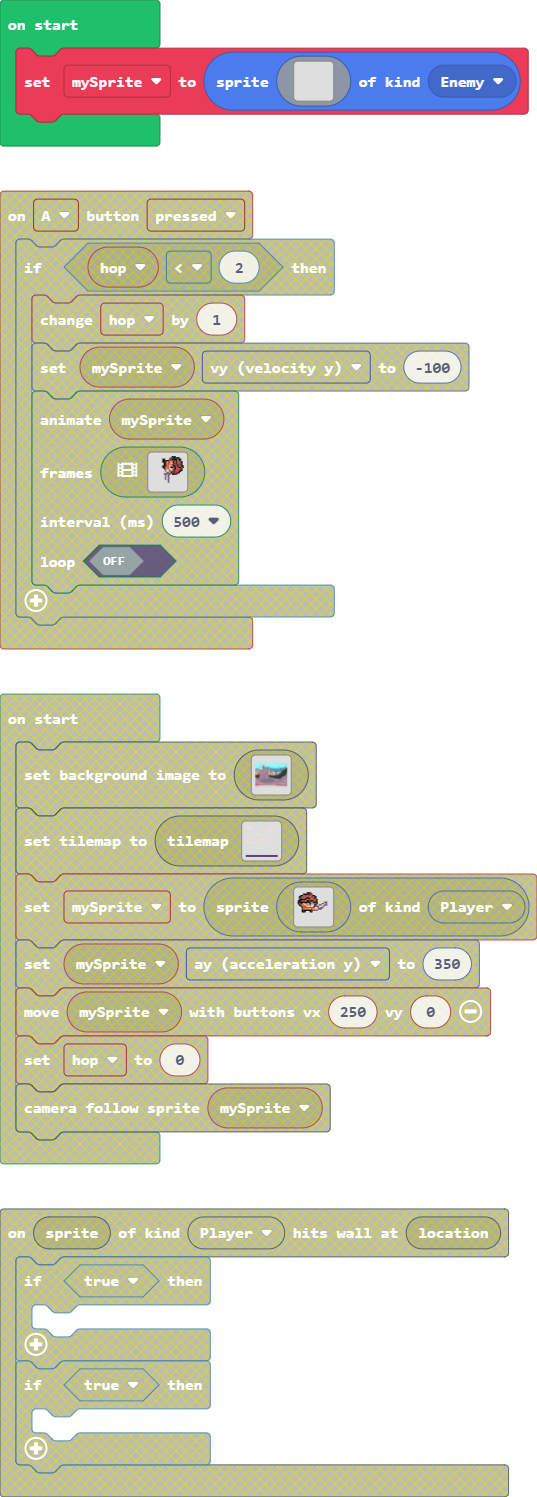 on start
set mySprite to sprite of kind Enemy
on A button pressed
if hop < 2 then
change hop by 1
set mySprite vy (velocity y) to -100
animate mySprite
frames
interval (ms) 500
loop OFF
on start
set background image to
set tilemap to tilemap
set mySprite to sprite of kind Player
set mySprite ay (acceleration y) to 350
move mySprite with buttons vx 250 vy 0
set hop to 0
camera follow sprite mySprite
on sprite of kind Player hits wall at location
if true then
if true then